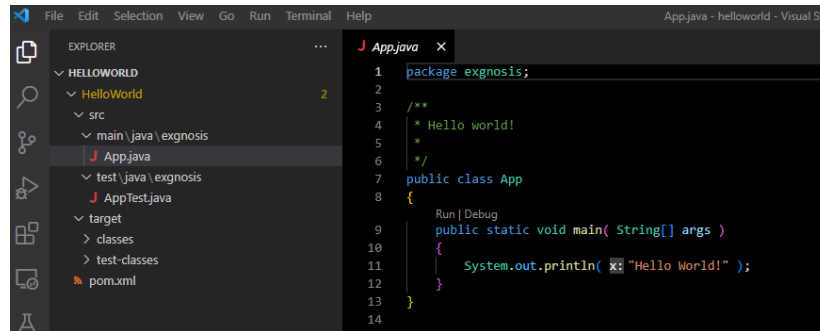 File Edit Selection View Go Run Terminal Help App.java - helloworld - Visual S
EXPLORER ...
HELLOWORLD
HelloWorld 2
src
main\java\exgnosis
J App.java
test\java\exgnosis
J AppTest.java
target
classes
test-classes
pom.xml
J App.java
1 package exgnosis;
2
3 /**
4 * Hello world!
5 *
6 */
7 public class App
8 {
Run | Debug
9 public static void main( String[] args )
10 {
11 System.out.println( x: "Hello World!" );
12 }
13 }
14